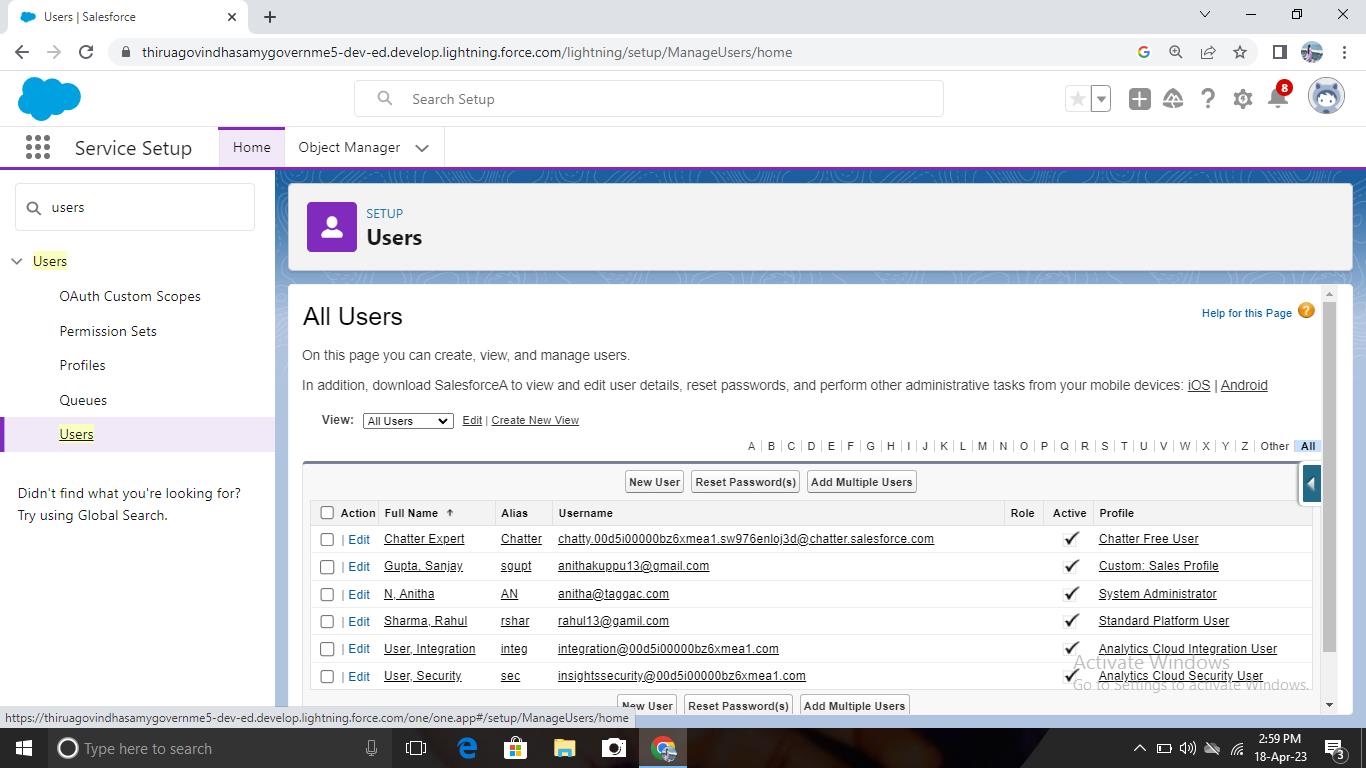 Users | Salesforce
thiruagovindhasamygovernme5-dev-ed.develop.lightning.force.com/lightning/setup/ManageUsers/home
Search Setup
8
Service Setup Home Object Manager
users
Users
OAuth Custom Scopes
Permission Sets
Profiles
Queues
Users
Didn't find what you're looking for?
Try using Global Search.
SETUP
Users
All Users
Help for this Page ?
On this page you can create, view, and manage users.
In addition, download SalesforceA to view and edit user details, reset passwords, and perform other administrative tasks from your mobile devices: iOS | Android
View: All Users Edit | Create New View
A | B | C | D | E | F | G | H | I | J | K | L | M | N | O | P | Q | R | S | T | U | V | W | X | Y | Z | Other | All
New User Reset Password(s) Add Multiple Users
Action Full Name ↑ Alias Username Role Active Profile
| Edit Chatter Expert Chatter chatty.00d5i00000bz6xmea1.sw976enloj3d@chatter.salesforce.com Chatter Free User
| Edit Gupta, Sanjay sgupt anithakuppu13@gmail.com Custom: Sales Profile
| Edit N, Anitha AN anitha@taggac.com System Administrator
| Edit Sharma, Rahul rshar rahul13@gamil.com Standard Platform User
| Edit User, Integration integ integration@00d5i00000bz6xmea1.com Analytics Cloud Integration User
| Edit User, Security sec insightssecurity@00d5i00000bz6xmea1.com Analytics Cloud Security User
Activate Windows
Go to Settings to activate Windows.
New User Reset Password(s) Add Multiple Users
https://thiruagovindhasamygovernme5-dev-ed.develop.lightning.force.com/one/one.app#/setup/ManageUsers/home
Type here to search
2:59 PM
18-Apr-23
3